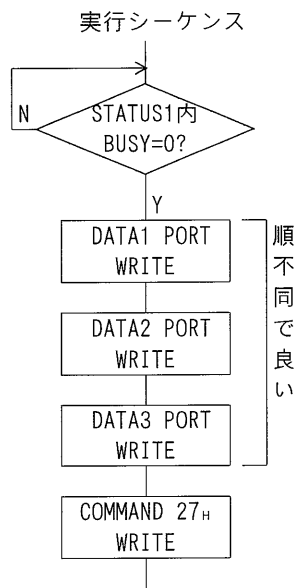 実行シーケンス
STATUS1内
BUSY=0?
N
Y
DATA1 PORT
WRITE
DATA2 PORT
WRITE
DATA3 PORT
WRITE
順不同で良い
COMMAND 27H
WRITE